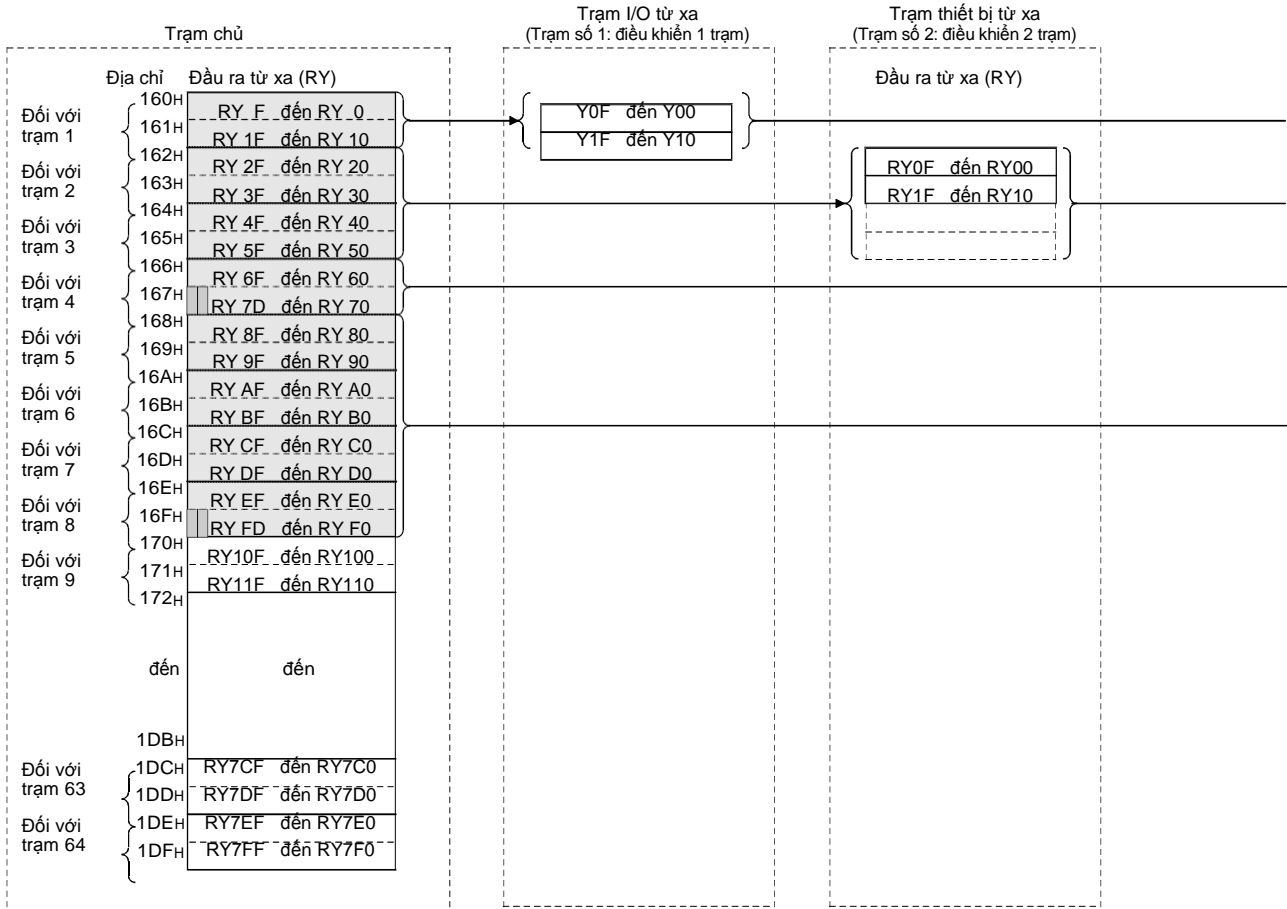 Trạm chủ
Trạm I/O từ xa
(Trạm số 1: điều khiển 1 trạm)
Trạm thiết bị từ xa
(Trạm số 2: điều khiển 2 trạm)
Địa chỉ Đầu ra từ xa (RY)
Đầu ra từ xa (RY)
Đối với
trạm 1
160H
RY F đến RY 0
161H
RY 1F đến RY 10
Y0F đến Y00
Y1F đến Y10
Đối với
trạm 2
162H
RY 2F đến RY 20
163H
RY 3F đến RY 30
RY0F đến RY00
RY1F đến RY10
Đối với
trạm 3
164H
RY 4F đến RY 40
165H
RY 5F đến RY 50
Đối với
trạm 4
166H
RY 6F đến RY 60
167H
RY 7D đến RY 70
Đối với
trạm 5
168H
RY 8F đến RY 80
169H
RY 9F đến RY 90
Đối với
trạm 6
16AH
RY AF đến RY A0
16BH
RY BF đến RY B0
Đối với
trạm 7
16CH
RY CF đến RY C0
16DH
RY DF đến RY D0
Đối với
trạm 8
16EH
RY EF đến RY E0
16FH
RY FD đến RY F0
Đối với
trạm 9
170H
RY10F đến RY100
171H
RY11F đến RY110
172H
đến đến
1DBH
Đối với
trạm 63
1DCH
RY7CF đến RY7C0
1DDH
RY7DF đến RY7D0
Đối với
trạm 64
1DEH
RY7EF đến RY7E0
1DFH
RY7FF đến RY7F0